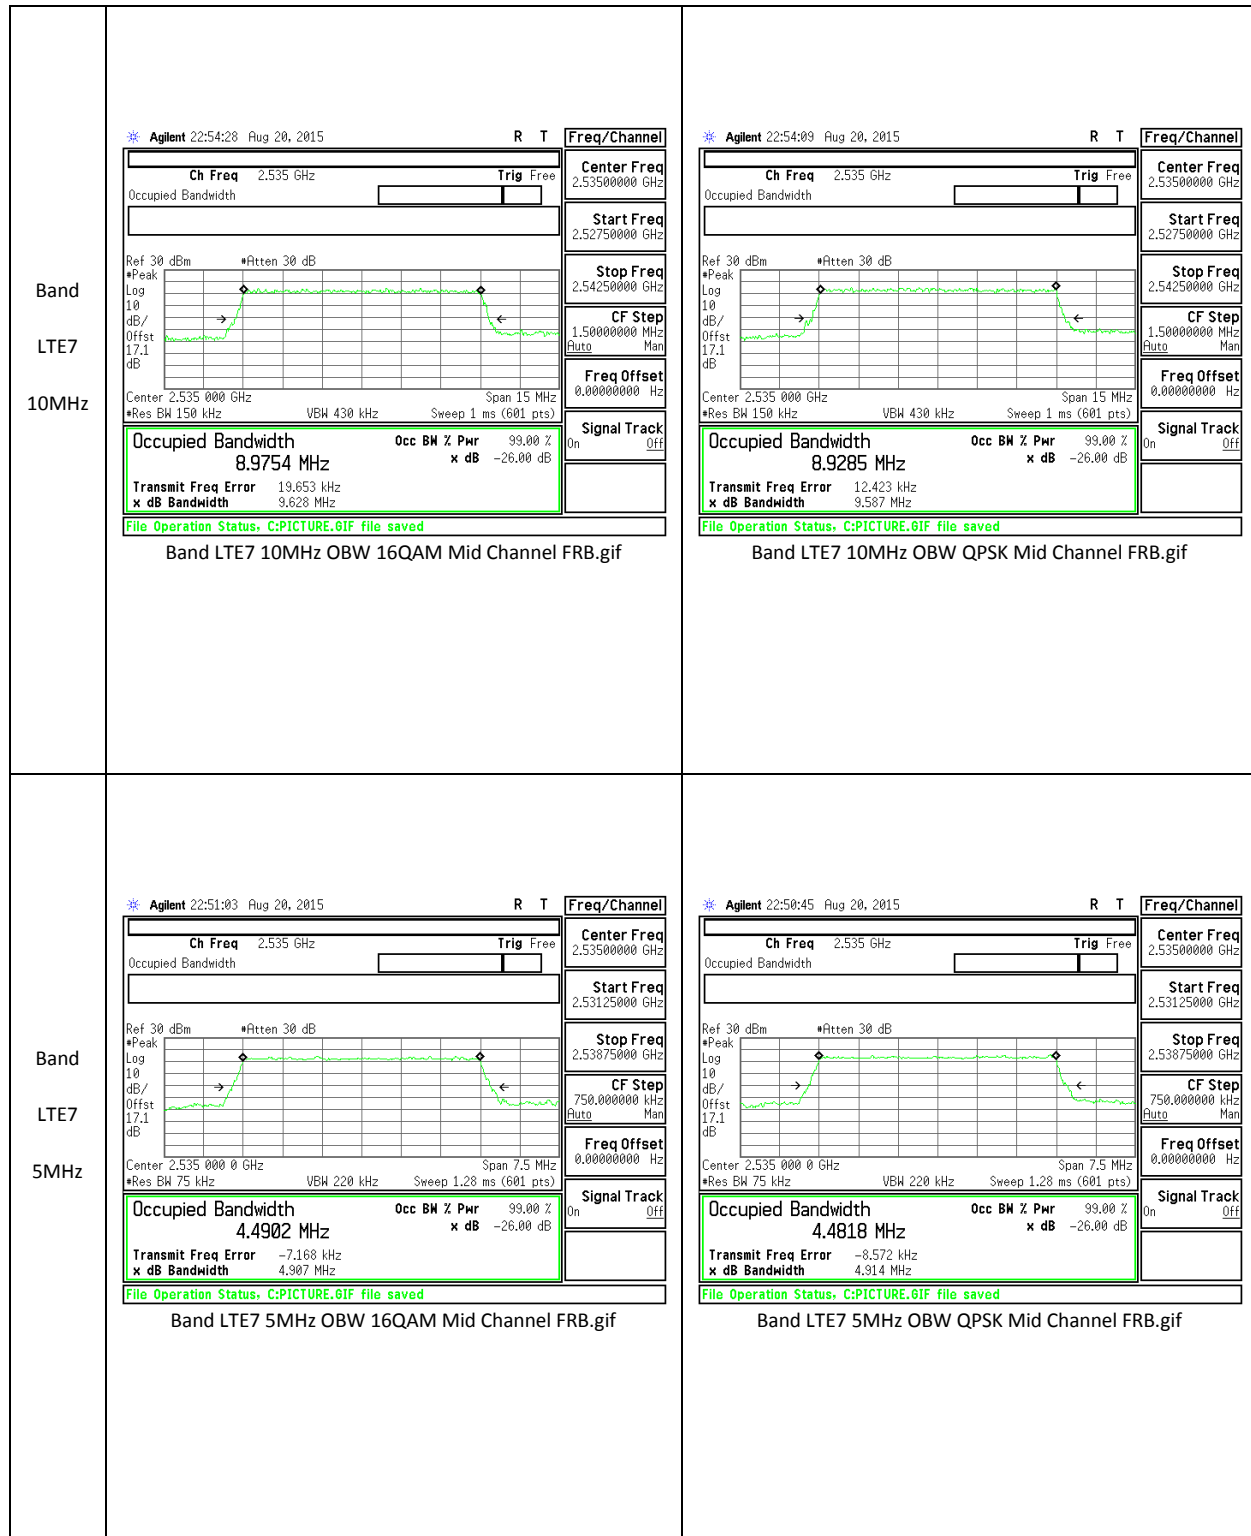 Band
LTE7
10MHz
Agilent 22:54:28 Aug 20, 2015 R T Freq/Channel
Ch Freq 2.535 GHz Trig Free
Occupied Bandwidth
Center Freq
2.53500000 GHz
Start Freq
2.52750000 GHz
Stop Freq
2.54250000 GHz
CF Step
1.50000000 MHz
Auto Man
Freq Offset
0.00000000 Hz
Signal Track
On Off
Ref 30 dBm #Atten 30 dB
#Peak
Log
10
dB/
Offst
17.1
dB
Center 2.535 000 GHz Span 15 MHz
#Res BW 150 kHz VBW 430 kHz Sweep 1 ms (601 pts)
Occupied Bandwidth Occ BW % Pwr 99.00 %
8.9754 MHz x dB -26.00 dB
Transmit Freq Error 19.653 kHz
x dB Bandwidth 9.628 MHz
File Operation Status, C:PICTURE.GIF file saved
Band LTE7 10MHz OBW 16QAM Mid Channel FRB.gif
Agilent 22:54:09 Aug 20, 2015 R T Freq/Channel
Ch Freq 2.535 GHz Trig Free
Occupied Bandwidth
Center Freq
2.53500000 GHz
Start Freq
2.52750000 GHz
Stop Freq
2.54250000 GHz
CF Step
1.50000000 MHz
Auto Man
Freq Offset
0.00000000 Hz
Signal Track
On Off
Ref 30 dBm #Atten 30 dB
#Peak
Log
10
dB/
Offst
17.1
dB
Center 2.535 000 GHz Span 15 MHz
#Res BW 150 kHz VBW 430 kHz Sweep 1 ms (601 pts)
Occupied Bandwidth Occ BW % Pwr 99.00 %
8.9285 MHz x dB -26.00 dB
Transmit Freq Error 12.423 kHz
x dB Bandwidth 9.587 MHz
File Operation Status, C:PICTURE.GIF file saved
Band LTE7 10MHz OBW QPSK Mid Channel FRB.gif
Band
LTE7
5MHz
Agilent 22:51:03 Aug 20, 2015 R T Freq/Channel
Ch Freq 2.535 GHz Trig Free
Occupied Bandwidth
Center Freq
2.53500000 GHz
Start Freq
2.53125000 GHz
Stop Freq
2.53875000 GHz
CF Step
750.000000 kHz
Auto Man
Freq Offset
0.00000000 Hz
Signal Track
On Off
Ref 30 dBm #Atten 30 dB
#Peak
Log
10
dB/
Offst
17.1
dB
Center 2.535 000 0 GHz Span 7.5 MHz
#Res BW 75 kHz VBW 220 kHz Sweep 1.28 ms (601 pts)
Occupied Bandwidth Occ BW % Pwr 99.00 %
4.4902 MHz x dB -26.00 dB
Transmit Freq Error -7.168 kHz
x dB Bandwidth 4.907 MHz
File Operation Status, C:PICTURE.GIF file saved
Band LTE7 5MHz OBW 16QAM Mid Channel FRB.gif
Agilent 22:50:45 Aug 20, 2015 R T Freq/Channel
Ch Freq 2.535 GHz Trig Free
Occupied Bandwidth
Center Freq
2.53500000 GHz
Start Freq
2.53125000 GHz
Stop Freq
2.53875000 GHz
CF Step
750.000000 kHz
Auto Man
Freq Offset
0.00000000 Hz
Signal Track
On Off
Ref 30 dBm #Atten 30 dB
#Peak
Log
10
dB/
Offst
17.1
dB
Center 2.535 000 0 GHz Span 7.5 MHz
#Res BW 75 kHz VBW 220 kHz Sweep 1.28 ms (601 pts)
Occupied Bandwidth Occ BW % Pwr 99.00 %
4.4818 MHz x dB -26.00 dB
Transmit Freq Error -8.572 kHz
x dB Bandwidth 4.914 MHz
File Operation Status, C:PICTURE.GIF file saved
Band LTE7 5MHz OBW QPSK Mid Channel FRB.gif